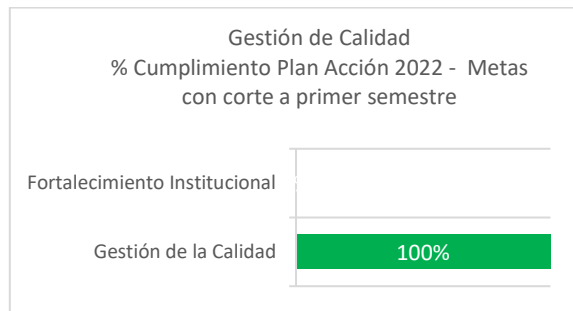 Gestión de Calidad
% Cumplimiento Plan Acción 2022 - Metas
con corte a primer semestre
Fortalecimiento Institucional
Gestión de la Calidad
100%